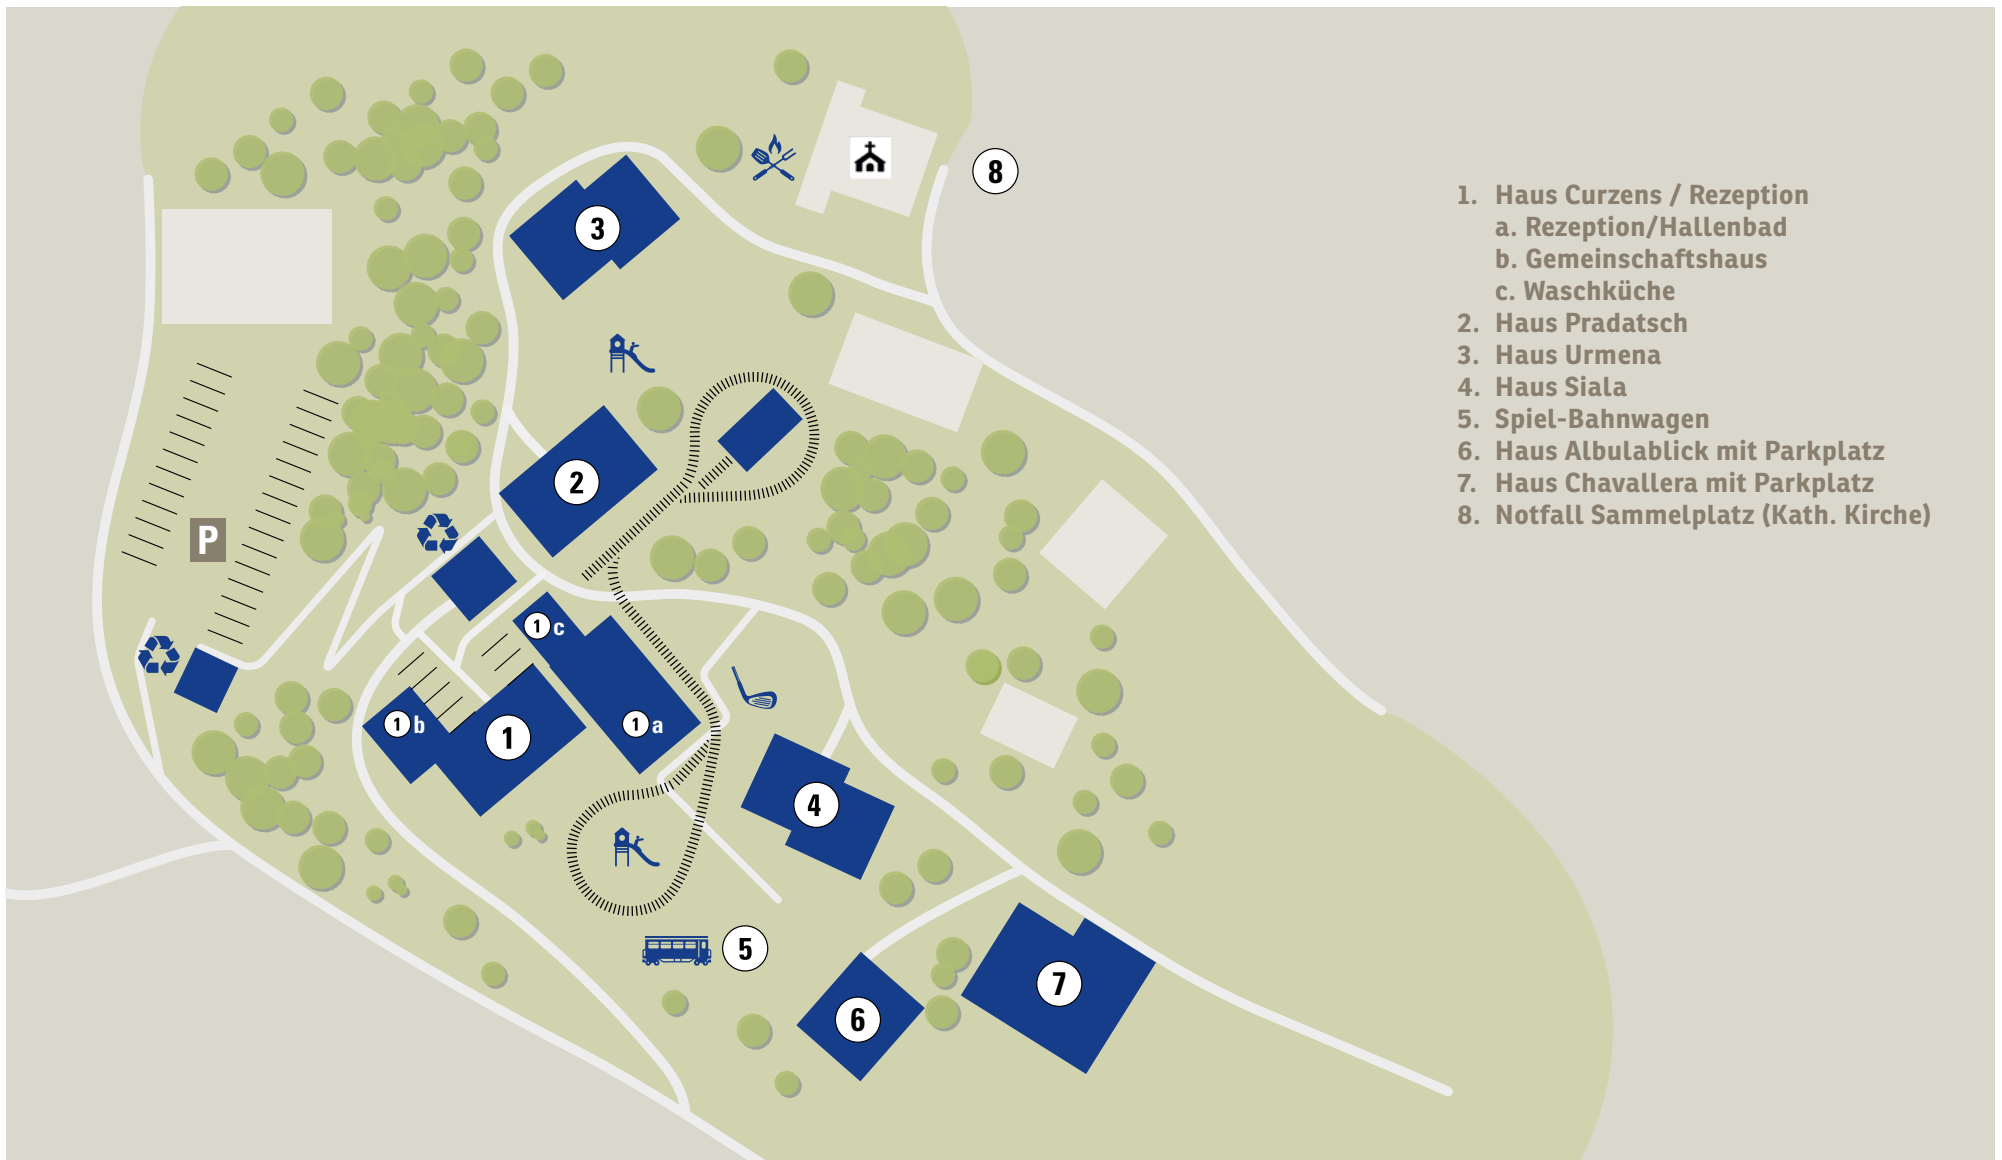 8
3
2
P
1 c
1 b
1
1 a
4
5
6
7
1. Haus Curzens / Rezeption
a. Rezeption/Hallenbad
b. Gemeinschaftshaus
c. Waschküche
2. Haus Pradatsch
3. Haus Urmena
4. Haus Siala
5. Spiel-Bahnwagen
6. Haus Albulablick mit Parkplatz
7. Haus Chavallera mit Parkplatz
8. Notfall Sammelplatz (Kath. Kirche)